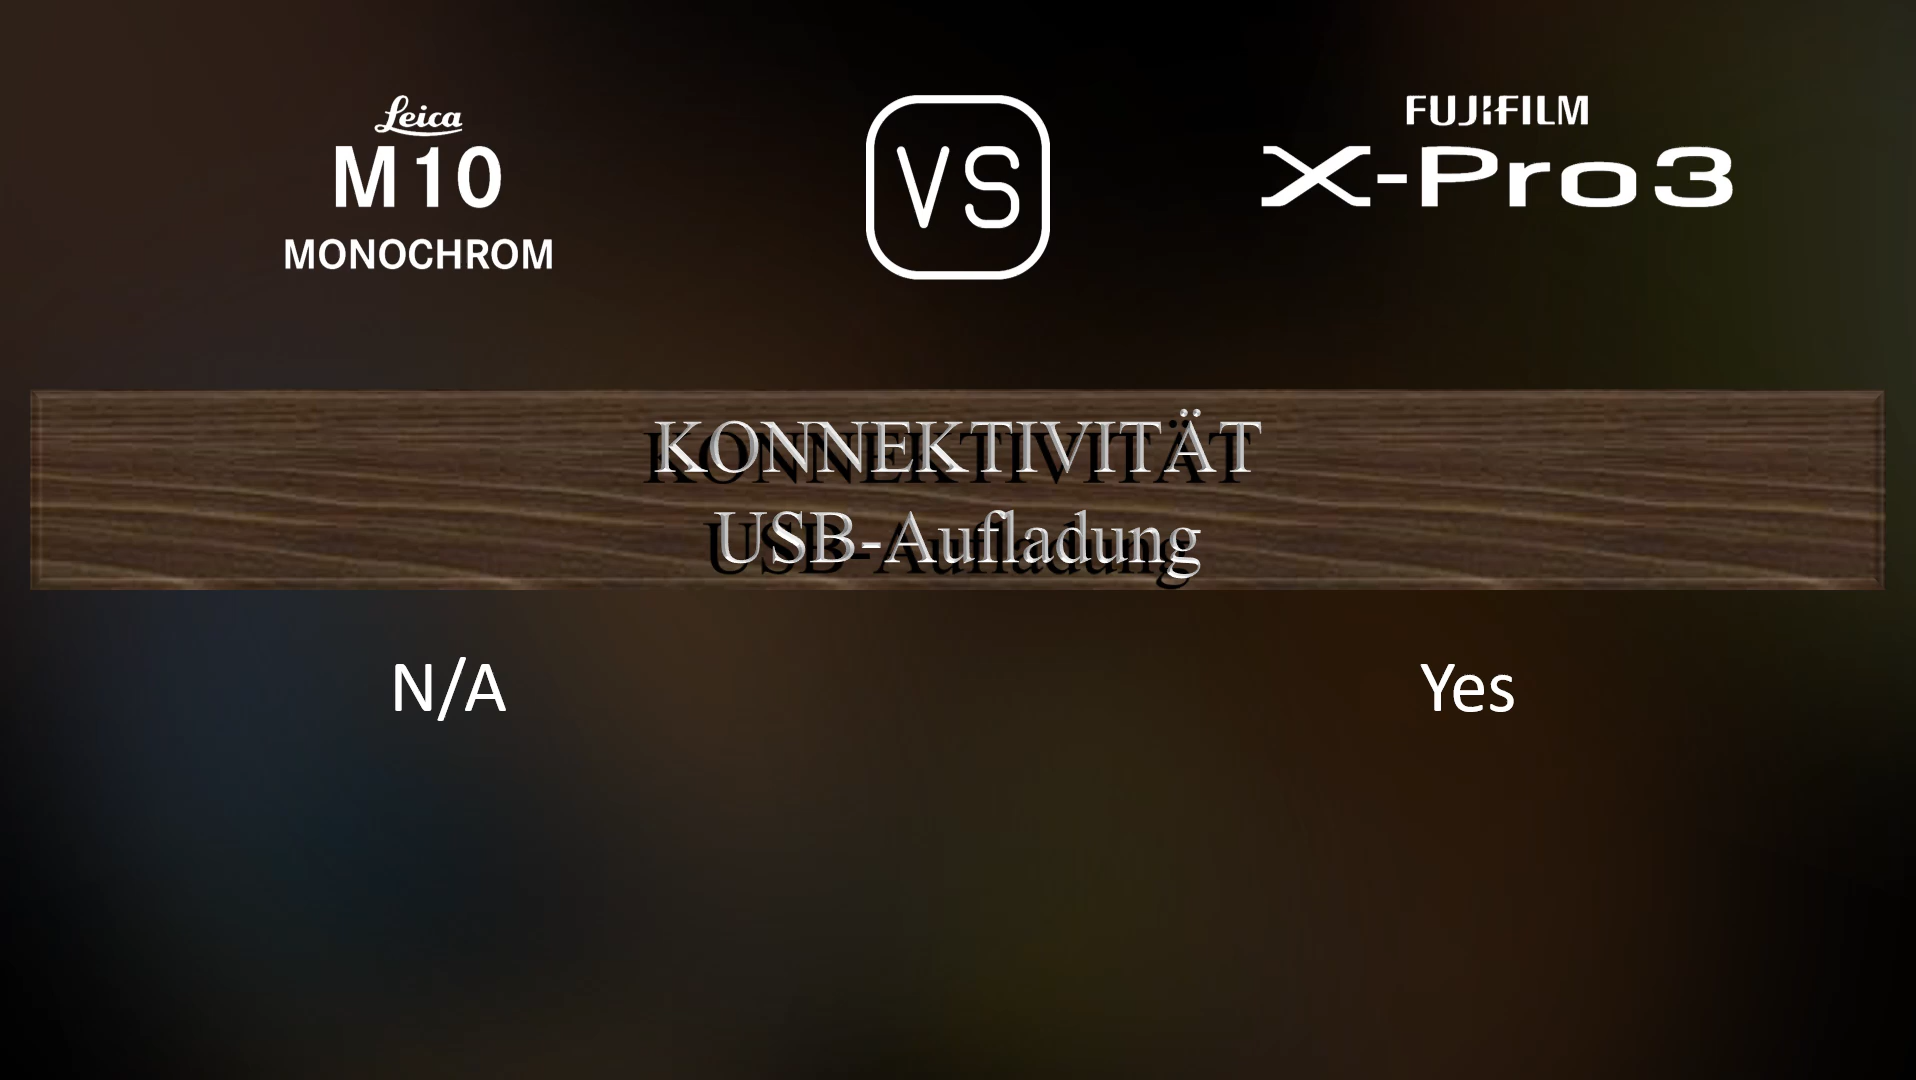 Leica
M10
MONOCHROM
VS
FUJIFILM
X-Pro3
KONNEKTIVITÄT
USB-Aufladung
N/A
Yes